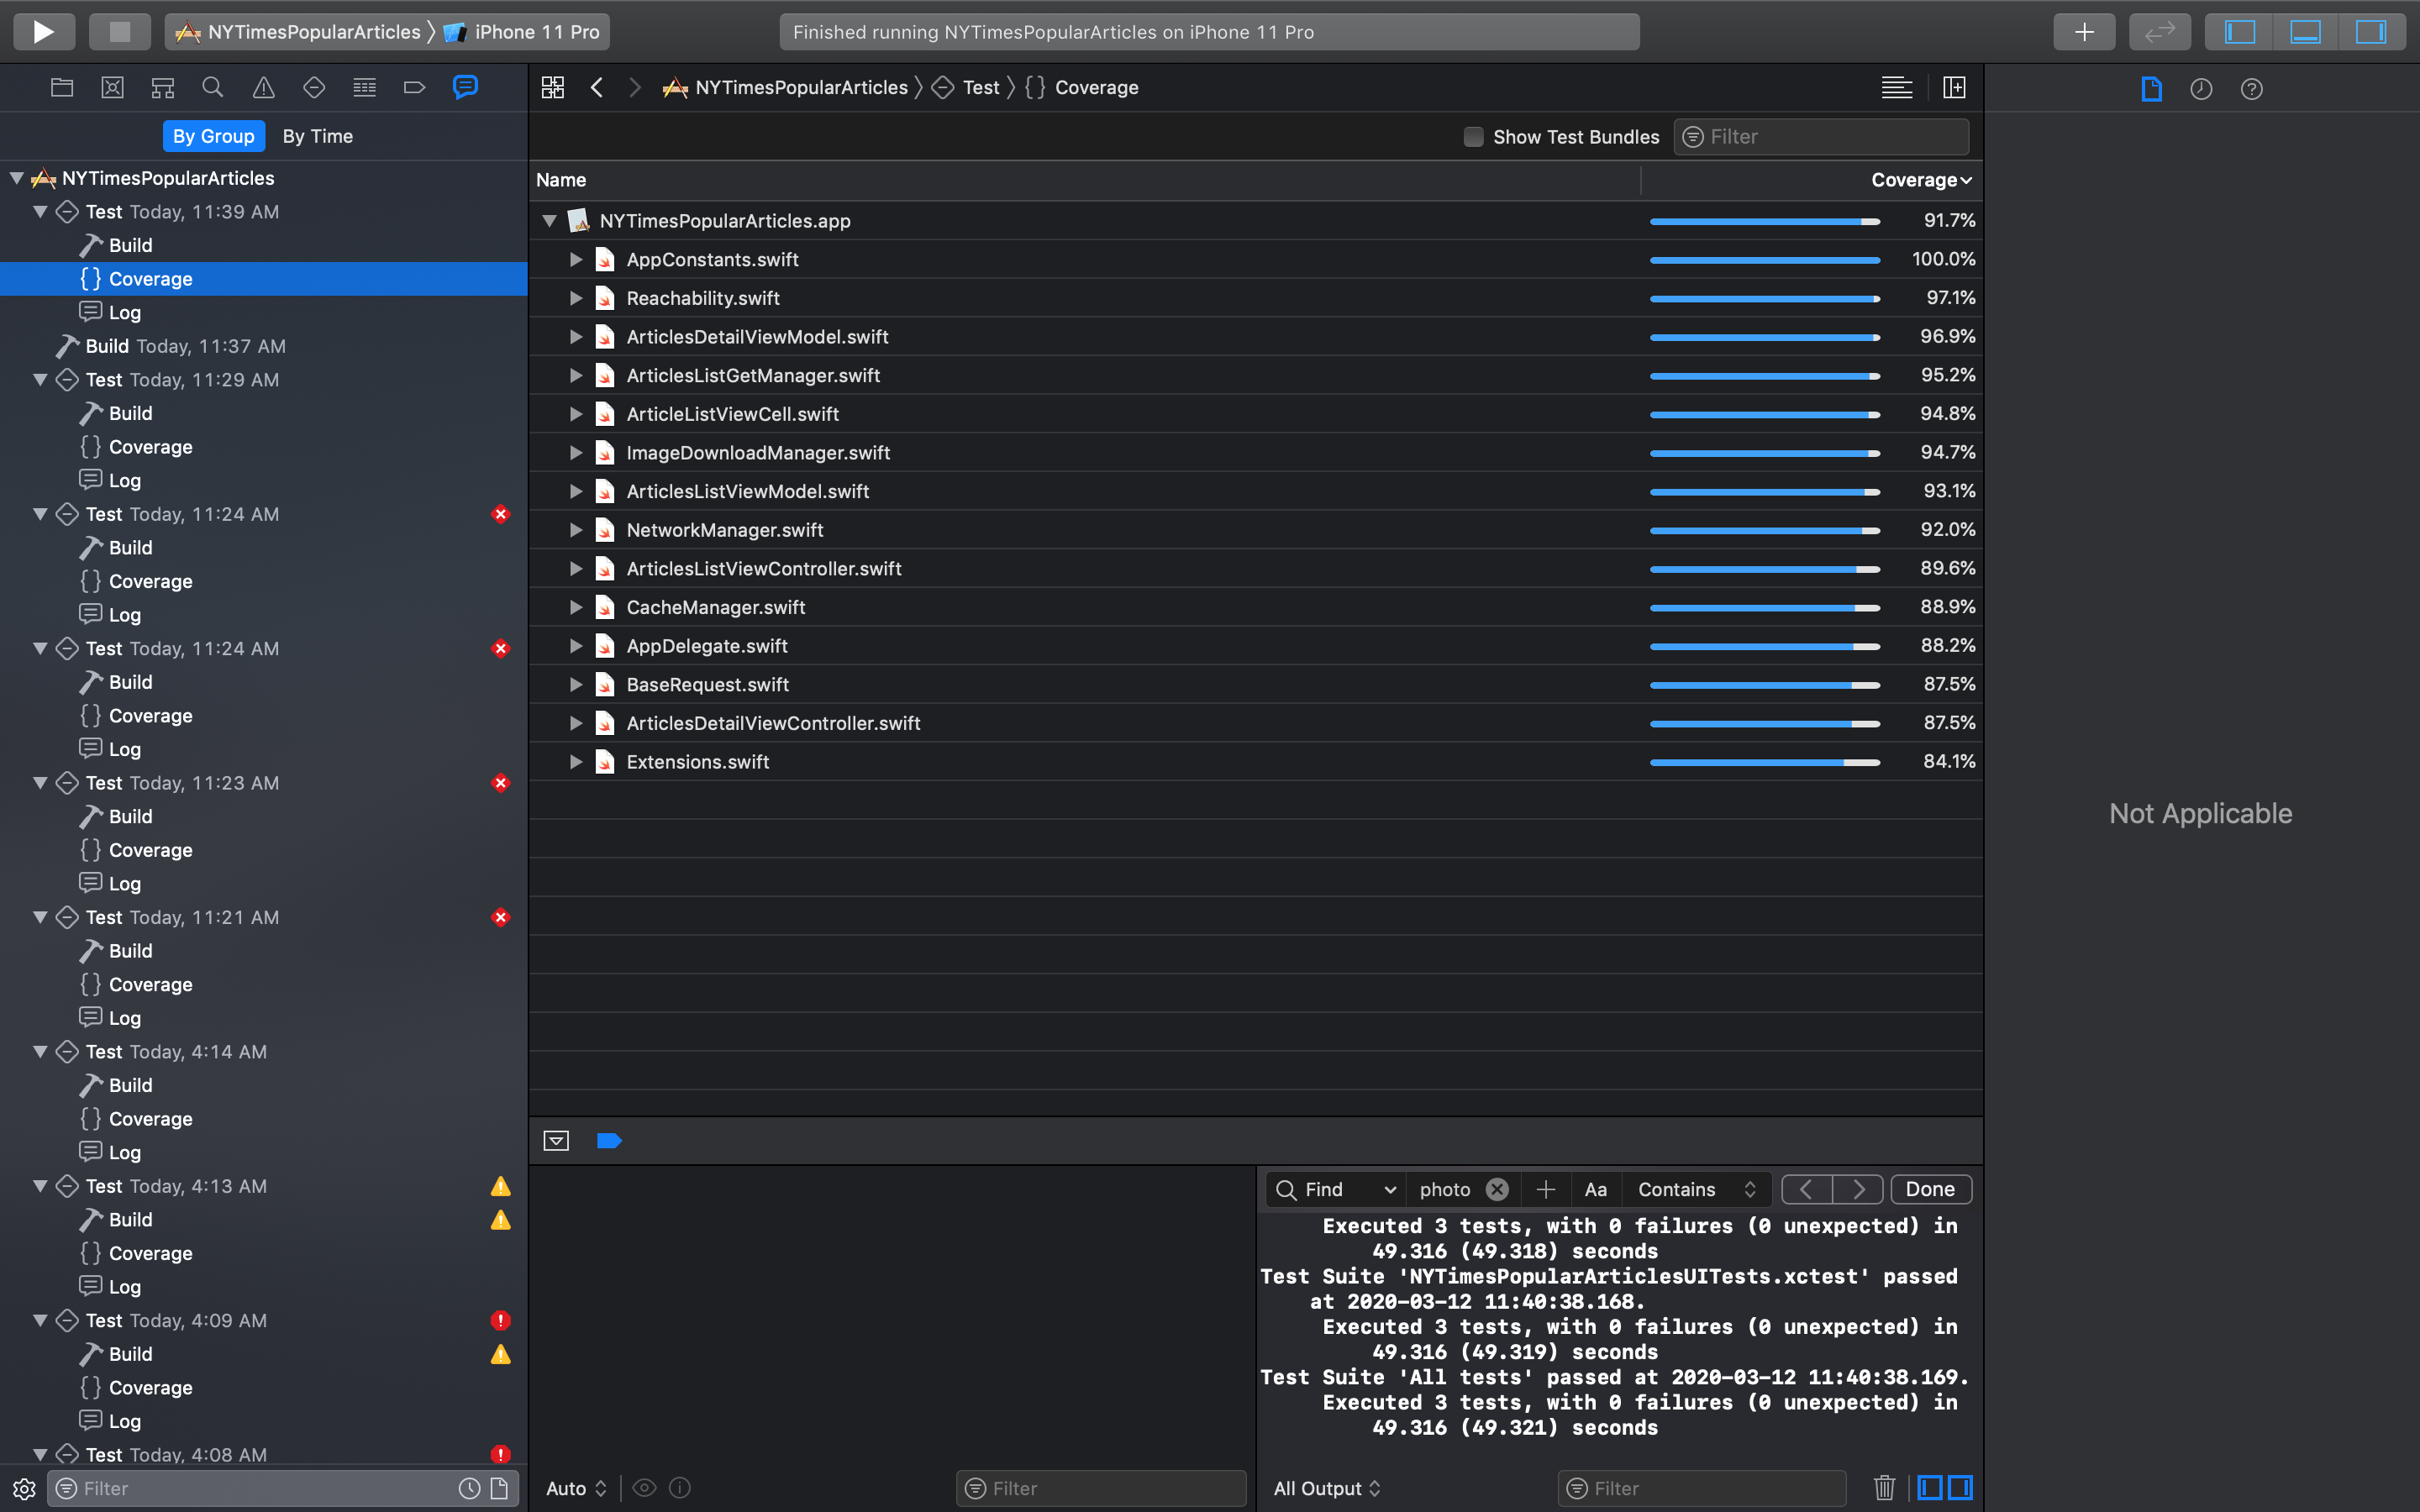 NYTimesPopularArticles iPhone 11 Pro
Finished running NYTimesPopularArticles on iPhone 11 Pro
By Group By Time
NYTimesPopularArticles
Test Today, 11:39 AM
Build
{} Coverage
Log
Build Today, 11:37 AM
Test Today, 11:29 AM
Build
{} Coverage
Log
Test Today, 11:24 AM
Build
{} Coverage
Log
Test Today, 11:24 AM
Build
{} Coverage
Log
Test Today, 11:23 AM
Build
{} Coverage
Log
Test Today, 11:21 AM
Build
{} Coverage
Log
Test Today, 4:14 AM
Build
{} Coverage
Log
Test Today, 4:13 AM
Build
{} Coverage
Log
Test Today, 4:09 AM
Build
{} Coverage
Log
Test Today, 4:08 AM
Filter
NYTimesPopularArticles Test {} Coverage
Show Test Bundles Filter
Name Coverage
NYTimesPopularArticles.app 91.7%
AppConstants.swift 100.0%
Reachability.swift 97.1%
ArticlesDetailViewModel.swift 96.9%
ArticlesListGetManager.swift 95.2%
ArticleListViewCell.swift 94.8%
ImageDownloadManager.swift 94.7%
ArticlesListViewModel.swift 93.1%
NetworkManager.swift 92.0%
ArticlesListViewController.swift 89.6%
CacheManager.swift 88.9%
AppDelegate.swift 88.2%
BaseRequest.swift 87.5%
ArticlesDetailViewController.swift 87.5%
Extensions.swift 84.1%
Auto Filter
Find photo Aa Contains Done
Executed 3 tests, with 0 failures (0 unexpected) in
49.316 (49.318) seconds
Test Suite 'NYTimesPopularArticlesUITests.xctest' passed
at 2020-03-12 11:40:38.168.
Executed 3 tests, with 0 failures (0 unexpected) in
49.316 (49.319) seconds
Test Suite 'All tests' passed at 2020-03-12 11:40:38.169.
Executed 3 tests, with 0 failures (0 unexpected) in
49.316 (49.321) seconds
All Output Filter
Not Applicable